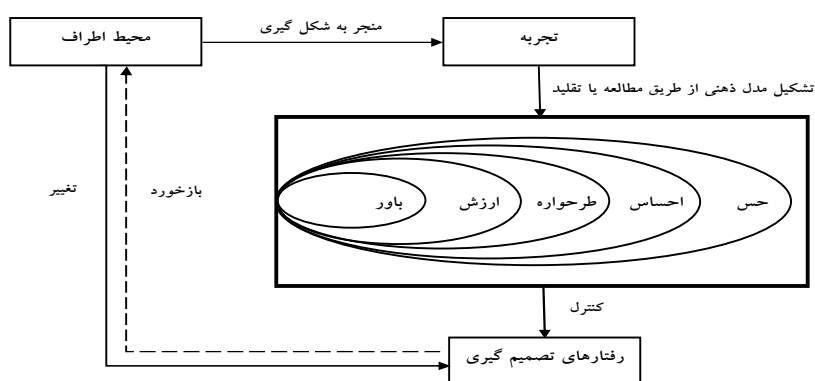 محیط اطراف
منجر به شکل گیری
تجربه
تشکیل مدل ذهنی از طریق مطالعه یا تقلید
حس
احساس
طرحواره
ارزش
باور
بازخورد
تغییر
کنترل
رفتارهای تصمیم گیری